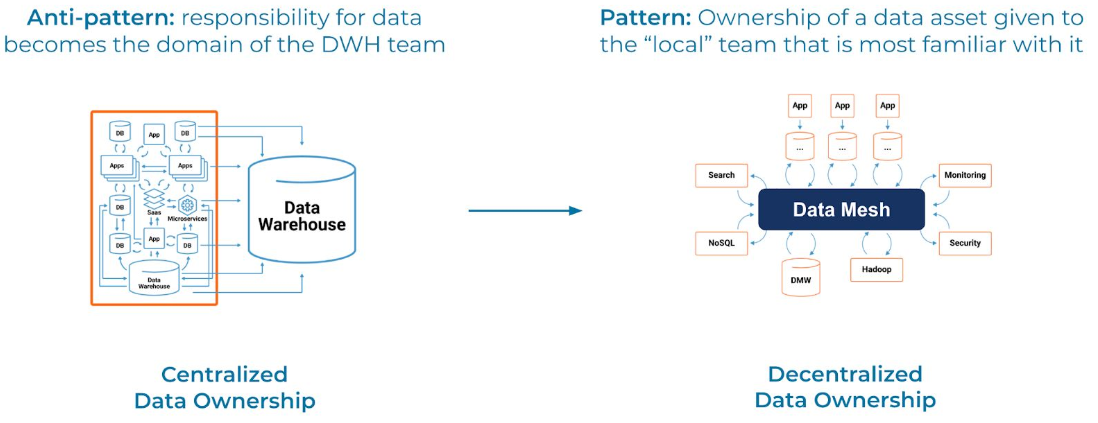 Anti-pattern: responsibility for data
becomes the domain of the DWH team
DB
App
DB
Apps
Apps
DB
Saas
Microservices
DB
App
DB
Data
Warehouse
Data
Warehouse
Centralized
Data Ownership
Pattern: Ownership of a data asset given to
the “local” team that is most familiar with it
App
App
App
...
...
...
Search
Monitoring
Data Mesh
NoSQL
Security
DMW
Hadoop
Decentralized
Data Ownership